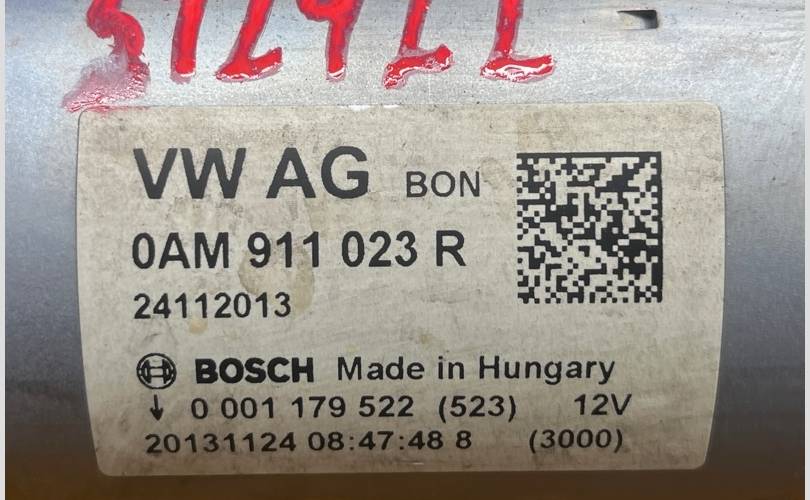 VW AG BON
0AM 911 023 R
24112013
BOSCH Made in Hungary
↓ 0 001 179 522 (523) 12V
20131124 08:47:48 8 (3000)